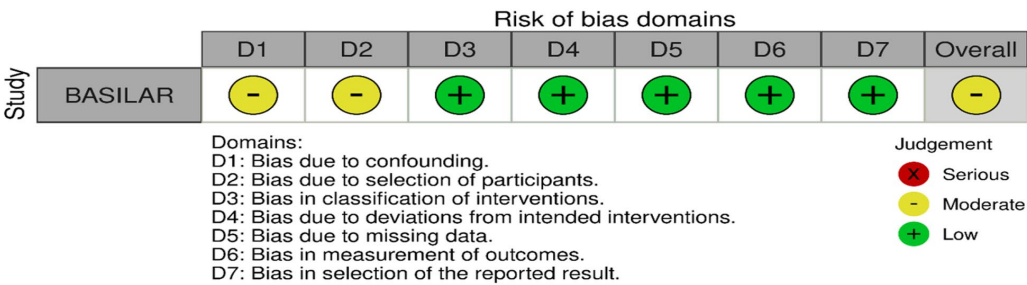 Risk of bias domains
D1 D2 D3 D4 D5 D6 D7 Overall
Study
BASILAR - - + + + + + -
Domains:
D1: Bias due to confounding.
D2: Bias due to selection of participants.
D3: Bias in classification of interventions.
D4: Bias due to deviations from intended interventions.
D5: Bias due to missing data.
D6: Bias in measurement of outcomes.
D7: Bias in selection of the reported result.
Judgement
X Serious
- Moderate
+ Low